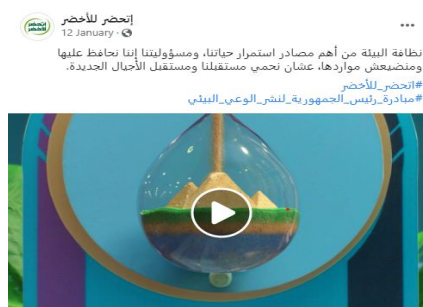 إتحضر للأخضر
12 January
نظافة البيئة من أهم مصادر استمرار حياتنا، ومسؤوليتنا إننا نحافظ عليها
ومنضيعش مواردها، عشان نحمي مستقبلنا ومستقبل الأجيال الجديدة.
#اتحضر_للأخضر
#مبادرة_رئيس_الجمهورية_لنشر_الوعي_البيئي